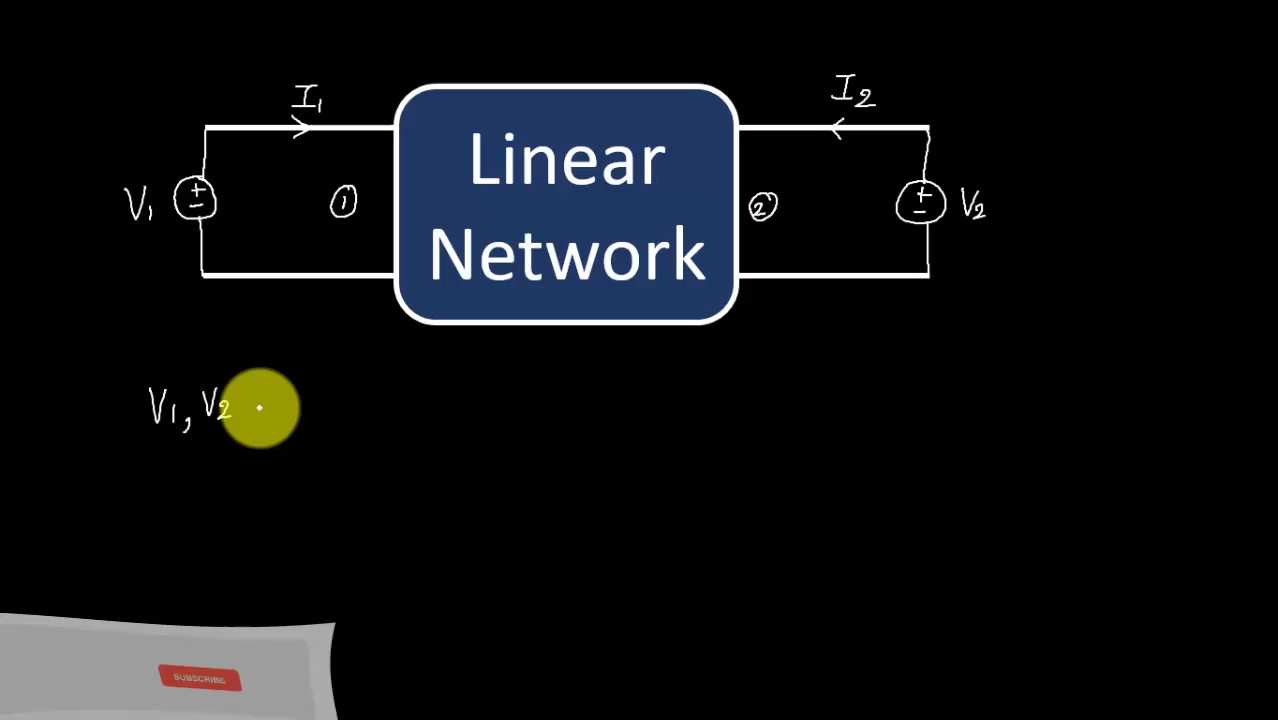 I₁
I₂
Linear
Network
V₁
+
−
①
②
+
−
V₂
V₁, V₂
SUBSCRIBE